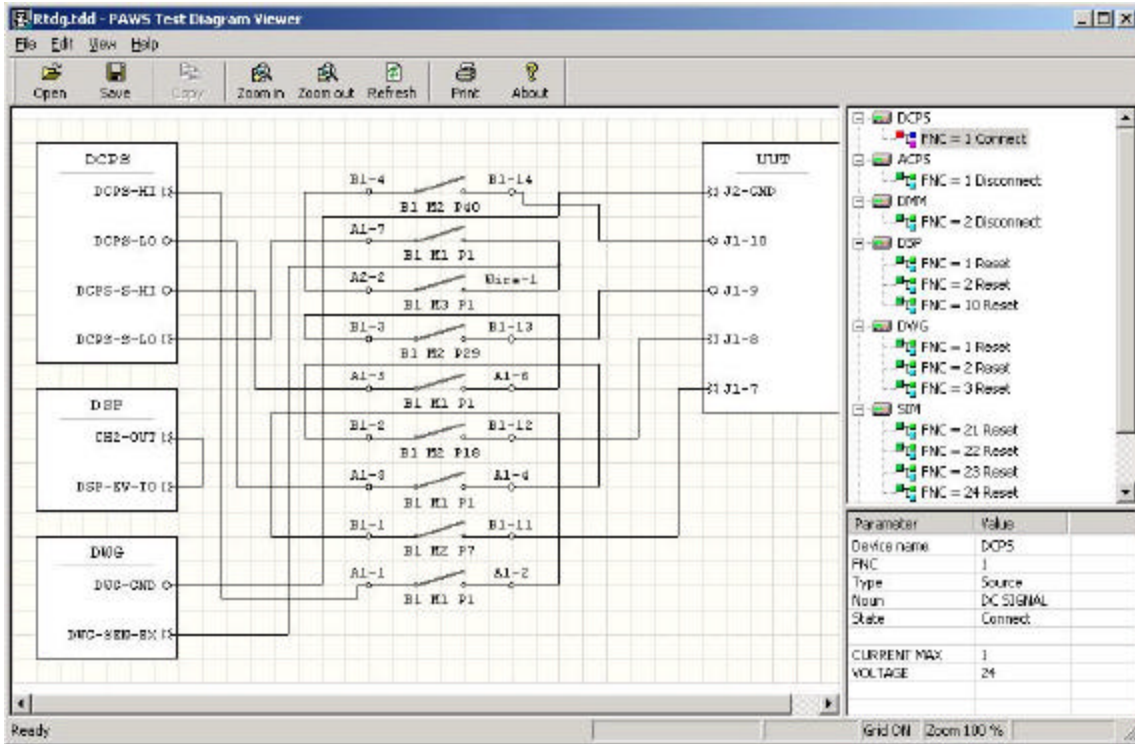 Rtdg.tdd - PAWS Test Diagram Viewer
File Edit View Help
Open Save Copy Zoom in Zoom out Refresh Print About
DCPS
DCPS-HI
DCPS-LO
DCPS-S-HI
DCPS-S-LO
DSP
CH2-OUT
DSP-EV-IO
DWG
DWG-GND
DWG-SEN-EX
B1-4 B1-14
B1 M2 P40
A1-7
B1 M1 P1
A2-2 Wire-1
B1 M3 P1
B1-3 B1-13
B1 M2 P29
A1-5 A1-6
B1 M1 P1
B1-2 B1-12
B1 M2 P18
A1-3 A1-4
B1 M1 P1
B1-1 B1-11
B1 M2 P7
A1-1 A1-2
B1 M1 P1
UUT
J2-GND
J1-10
J1-9
J1-8
J1-7
DCPS
FNC = 1 Connect
ACPS
FNC = 1 Disconnect
DMM
FNC = 2 Disconnect
DSP
FNC = 1 Reset
FNC = 2 Reset
FNC = 10 Reset
DWG
FNC = 1 Reset
FNC = 2 Reset
FNC = 3 Reset
SIM
FNC = 21 Reset
FNC = 22 Reset
FNC = 23 Reset
FNC = 24 Reset
Parameter Value
Device name DCPS
FNC 1
Type Source
Noun DC SIGNAL
State Connect
CURRENT MAX 1
VOLTAGE 24
Ready Grid ON Zoom 100 %